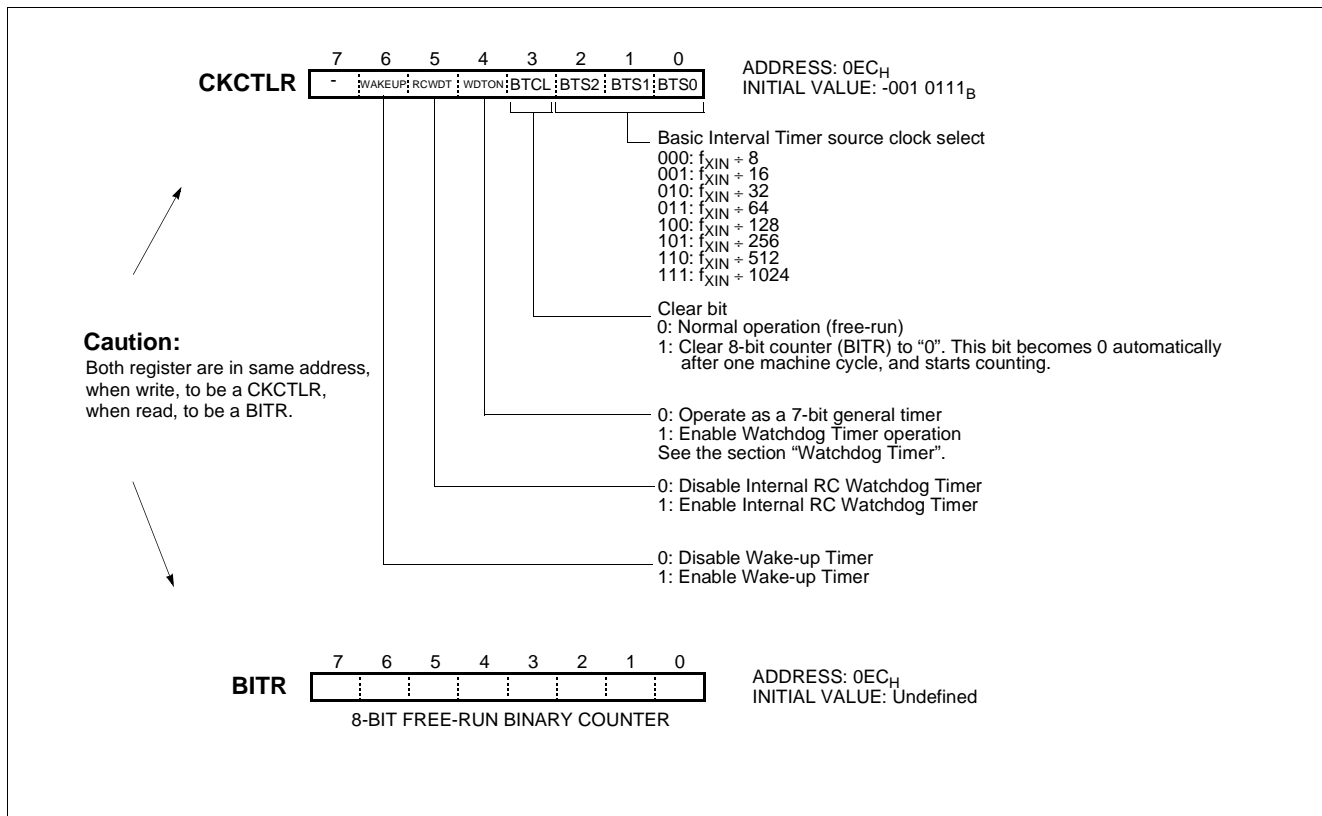 7 6 5 4 3 2 1 0
CKCTLR - WAKEUP RCWDT WDTON BTCL BTS2 BTS1 BTS0
ADDRESS: 0ECH
INITIAL VALUE: -001 0111B
Basic Interval Timer source clock select
000: fXIN ÷ 8
001: fXIN ÷ 16
010: fXIN ÷ 32
011: fXIN ÷ 64
100: fXIN ÷ 128
101: fXIN ÷ 256
110: fXIN ÷ 512
111: fXIN ÷ 1024
Clear bit
0: Normal operation (free-run)
1: Clear 8-bit counter (BITR) to “0”. This bit becomes 0 automatically
after one machine cycle, and starts counting.
Caution:
Both register are in same address,
when write, to be a CKCTLR,
when read, to be a BITR.
0: Operate as a 7-bit general timer
1: Enable Watchdog Timer operation
See the section “Watchdog Timer”.
0: Disable Internal RC Watchdog Timer
1: Enable Internal RC Watchdog Timer
0: Disable Wake-up Timer
1: Enable Wake-up Timer
7 6 5 4 3 2 1 0
BITR
ADDRESS: 0ECH
INITIAL VALUE: Undefined
8-BIT FREE-RUN BINARY COUNTER